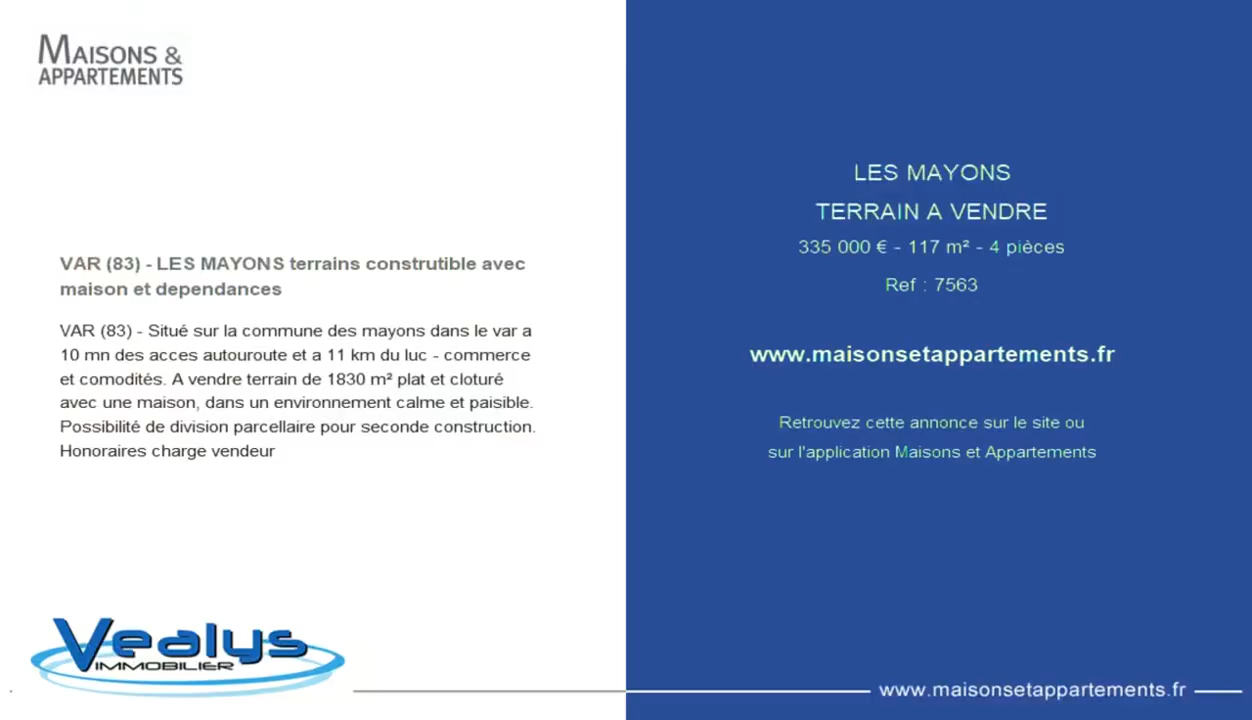 MAISONS &
APPARTEMENTS
VAR (83) - LES MAYONS terrains construtible avec
maison et dependances
VAR (83) - Situé sur la commune des mayons dans le var a
10 mn des acces autouroute et a 11 km du luc - commerce
et comodités. A vendre terrain de 1830 m² plat et cloturé
avec une maison, dans un environnement calme et paisible.
Possibilité de division parcellaire pour seconde construction.
Honoraires charge vendeur
Vealys
IMMOBILIER
LES MAYONS
TERRAIN A VENDRE
335 000 € - 117 m² - 4 pièces
Ref : 7563
www.maisonsetappartements.fr
Retrouvez cette annonce sur le site ou
sur l'application Maisons et Appartements
www.maisonsetappartements.fr